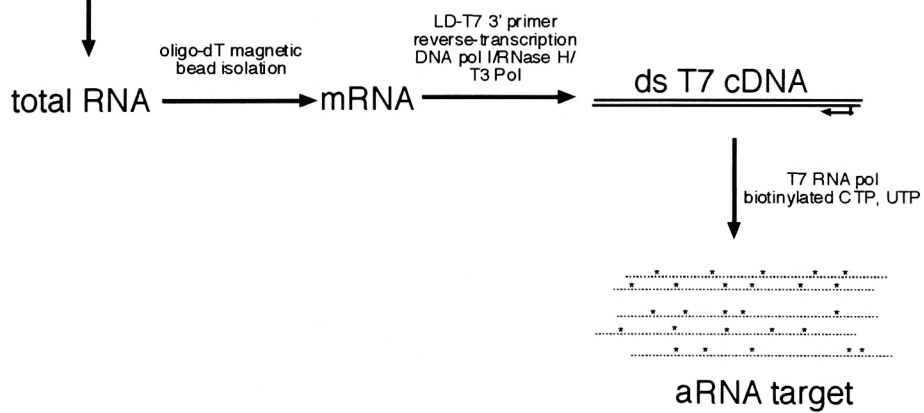 oligo-dT magnetic
bead isolation
LD-T7 3' primer
reverse-transcription
DNA pol I/RNase H/
T3 Pol
total RNA
mRNA
ds T7 cDNA
T7 RNA pol
biotinylated CTP, UTP
aRNA target